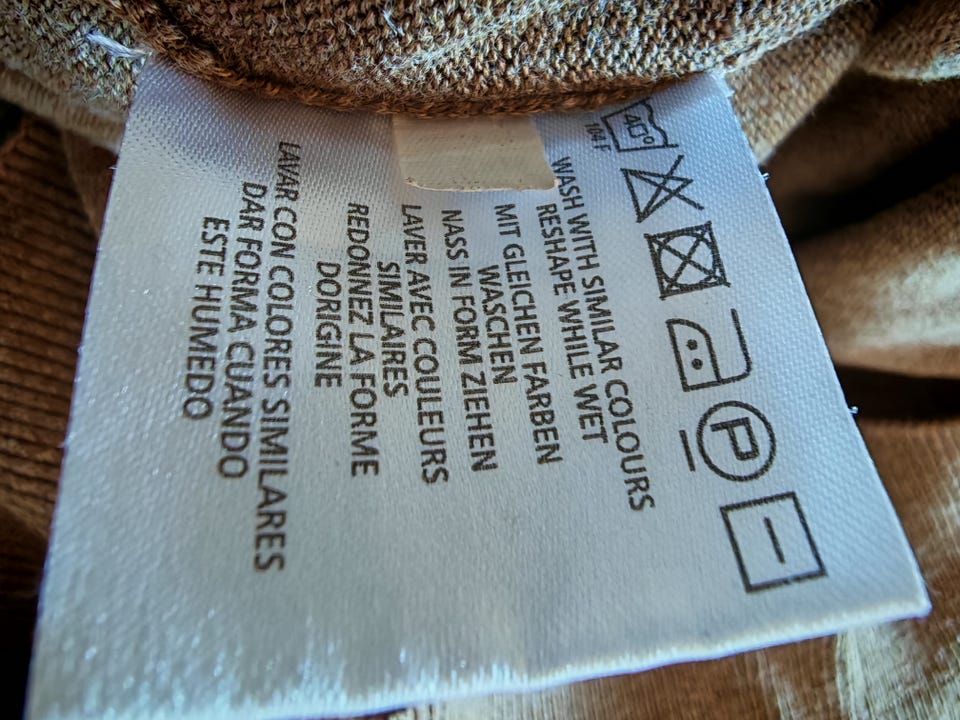 40°
104 F
P
WASH WITH SIMILAR COLOURS
RESHAPE WHILE WET
MIT GLEICHEN FARBEN
WASCHEN
NASS IN FORM ZIEHEN
LAVER AVEC COULEURS
SIMILAIRES
REDONNEZ LA FORME
DORIGINE
LAVAR CON COLORES SIMILARES
DAR FORMA CUANDO
ESTE HUMEDO